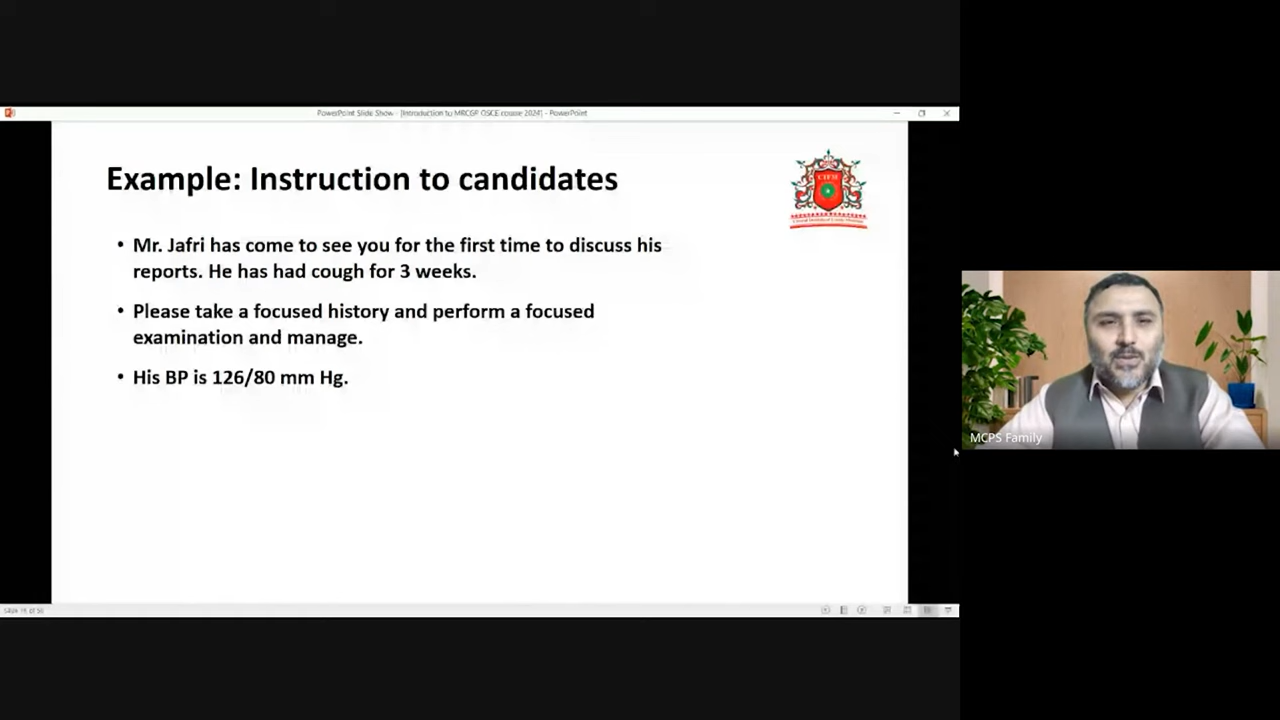 PowerPoint Slide Show - [Introduction to MRCGP OSCE course 2024] - PowerPoint
Example: Instruction to candidates
• Mr. Jafri has come to see you for the first time to discuss his
reports. He has had cough for 3 weeks.
• Please take a focused history and perform a focused
examination and manage.
• His BP is 126/80 mm Hg.
MCPS Family